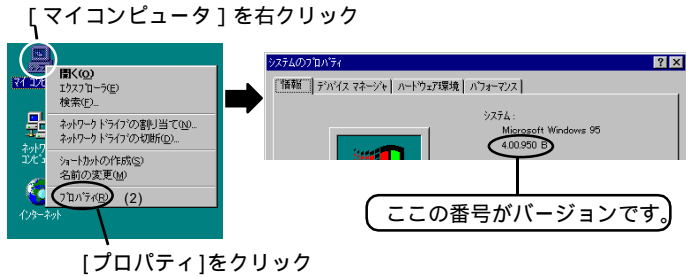 [マイコンピュータ]を右クリック
マイコンピ
開く(O)
エクスプローラ(E)
検索(F)...
ネットワーク ドライブの割り当て(N)...
ネットワーク ドライブの切断(D)...
ショートカットの作成(S)
名前の変更(M)
プロパティ(R) (2)
ネットワーク
コンピュータ
インターネット
システムのプロパティ
情報 デバイス マネージャ ハードウェア環境 パフォーマンス
システム :
Microsoft Windows 95
4.00.950 B
ここの番号がバージョンです。
[プロパティ]をクリック